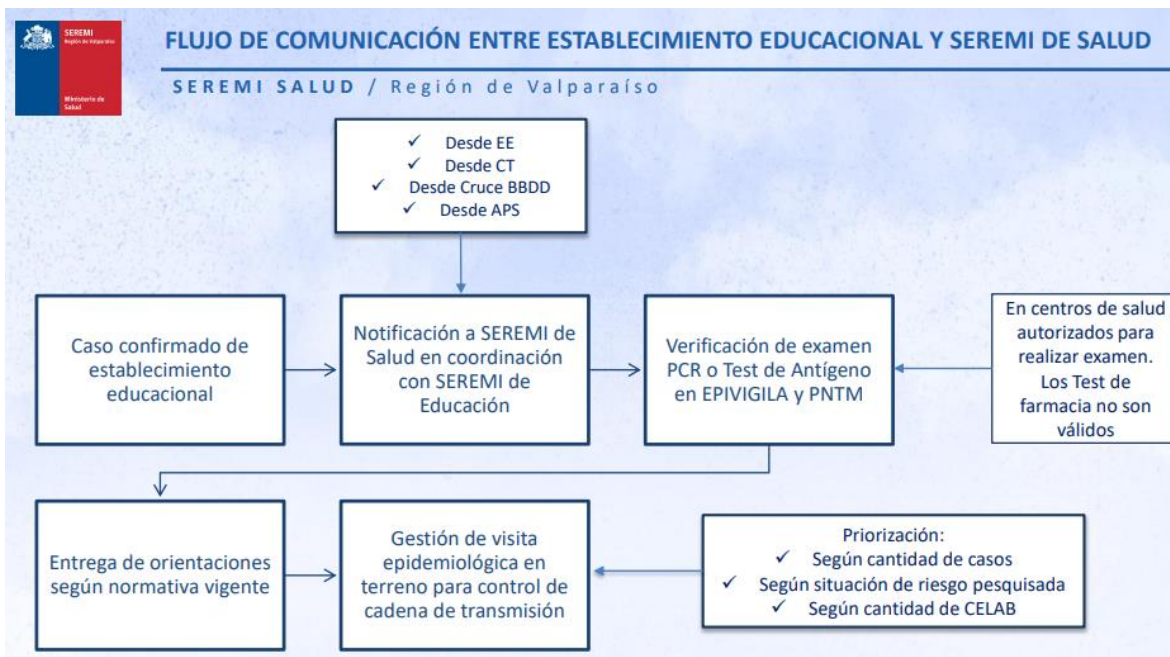 SEREMI
Región de Valparaíso
Ministerio de
Salud
FLUJO DE COMUNICACIÓN ENTRE ESTABLECIMIENTO EDUCACIONAL Y SEREMI DE SALUD
SEREMI SALUD / Región de Valparaíso
✓ Desde EE
✓ Desde CT
✓ Desde Cruce BBDD
✓ Desde APS
Caso confirmado de
establecimiento
educacional
Notificación a SEREMI de
Salud en coordinación
con SEREMI de
Educación
Verificación de examen
PCR o Test de Antígeno
en EPIVIGILA y PNTM
En centros de salud
autorizados para
realizar examen.
Los Test de
farmacia no son
válidos
Entrega de orientaciones
según normativa vigente
Gestión de visita
epidemiológica en
terreno para control de
cadena de transmisión
Priorización:
✓ Según cantidad de casos
✓ Según situación de riesgo pesquisada
✓ Según cantidad de CELAB